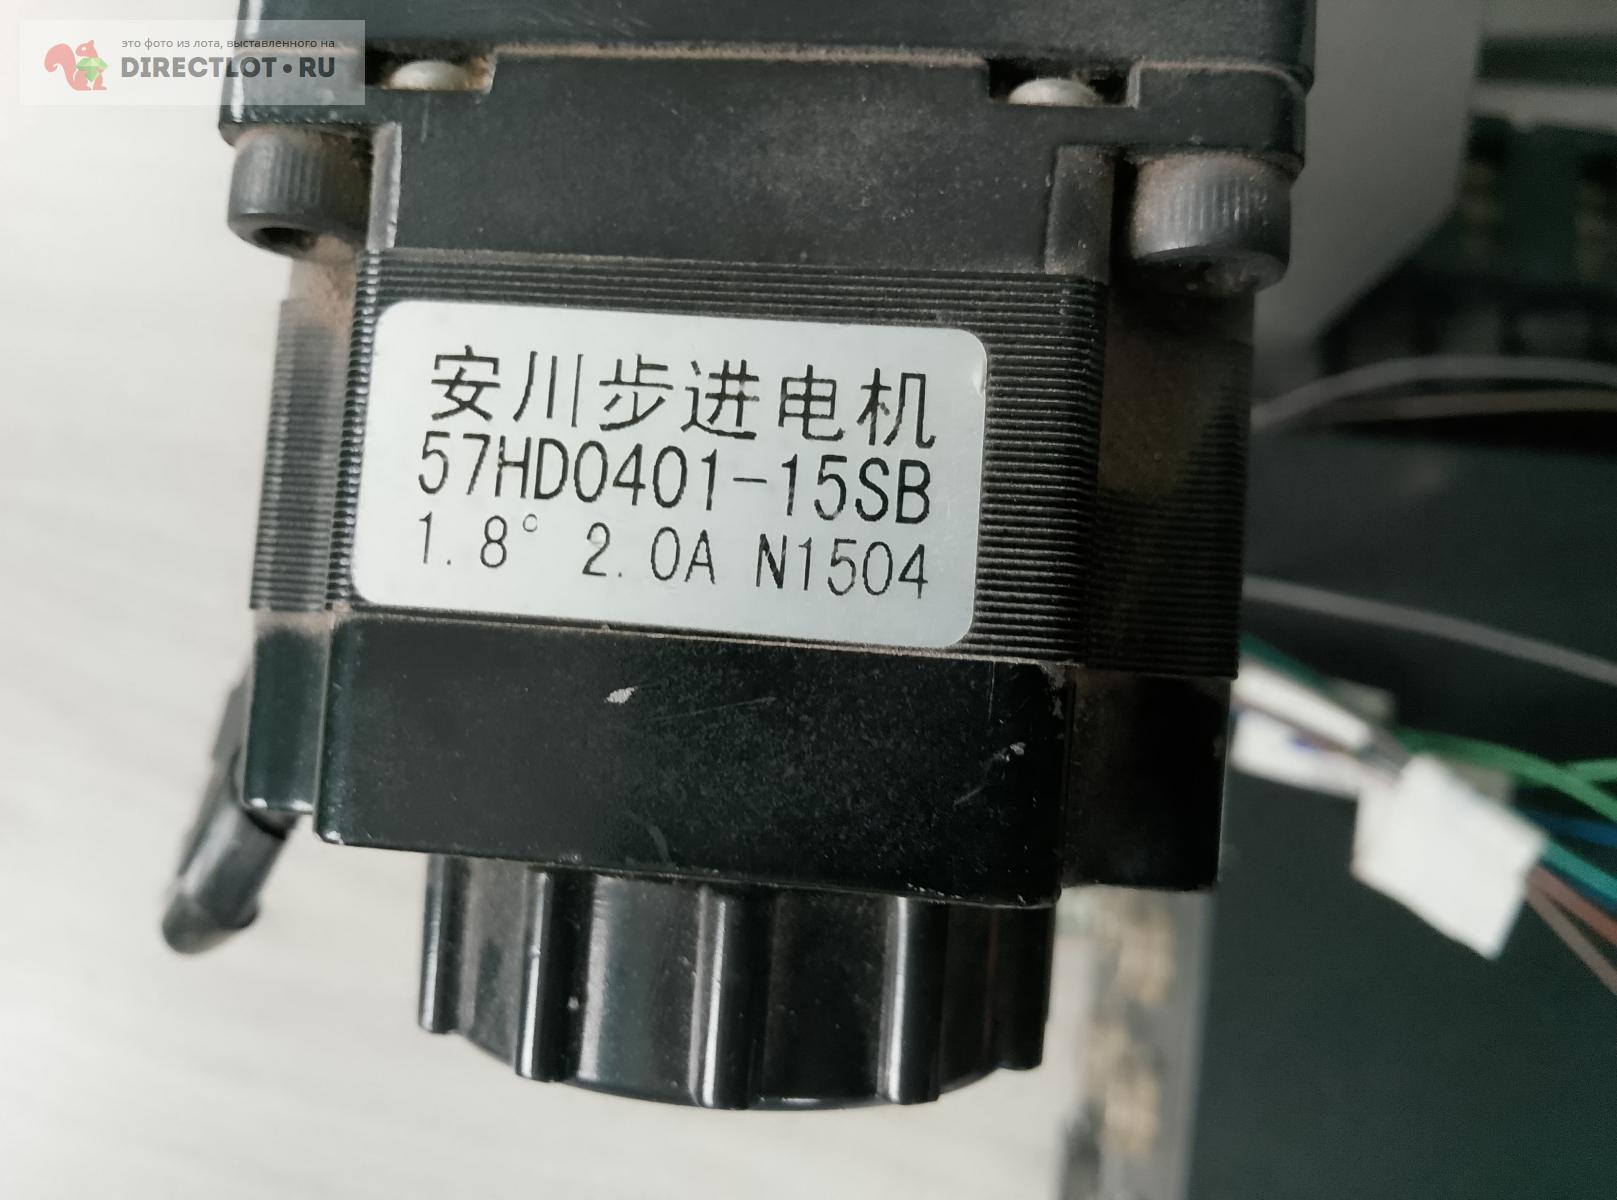 это фото из лота, выставленного на
DIRECTLOT•RU
安川步进电机
57HD0401-15SB
1.8° 2.0A N1504